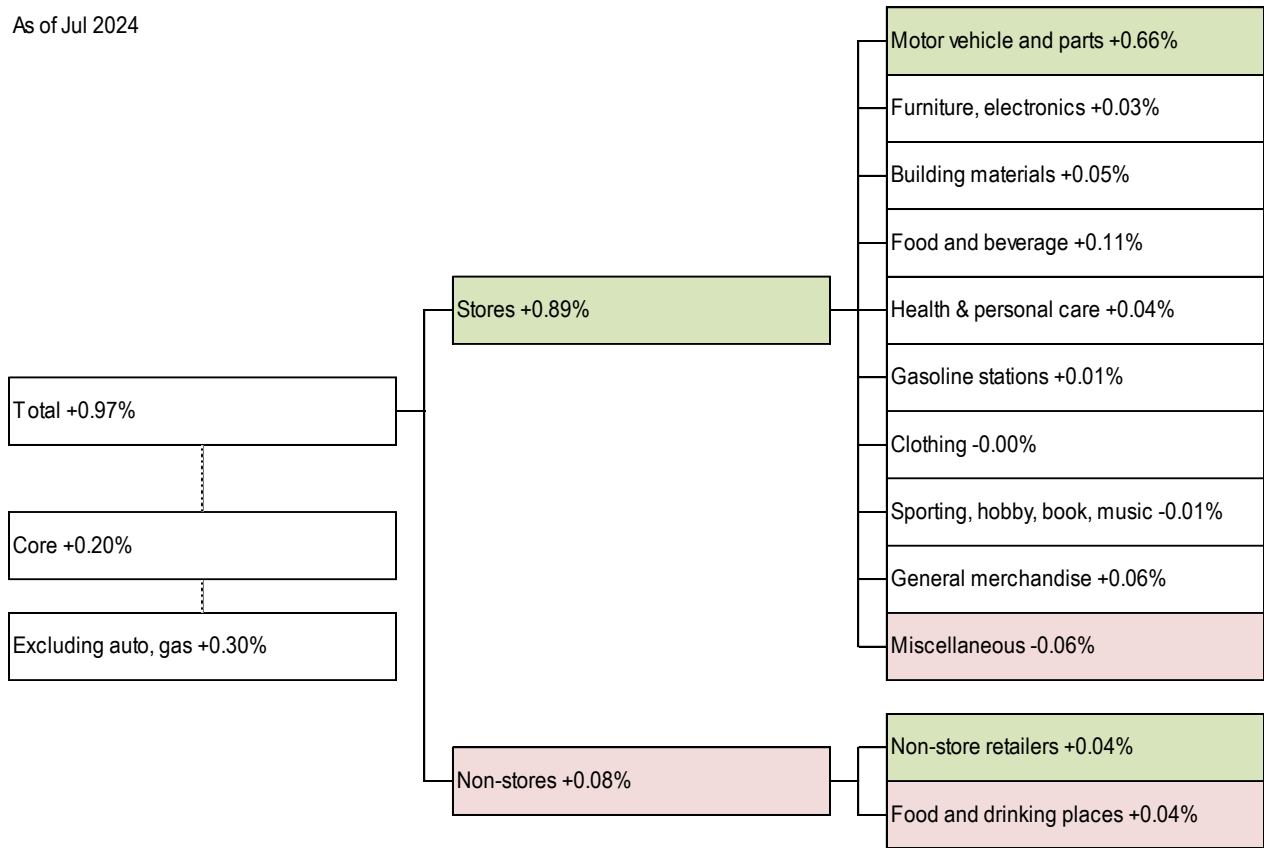 As of Jul 2024
Total +0.97%
Core +0.20%
Excluding auto, gas +0.30%
Stores +0.89%
Non-stores +0.08%
Motor vehicle and parts +0.66%
Furniture, electronics +0.03%
Building materials +0.05%
Food and beverage +0.11%
Health & personal care +0.04%
Gasoline stations +0.01%
Clothing -0.00%
Sporting, hobby, book, music -0.01%
General merchandise +0.06%
Miscellaneous -0.06%
Non-store retailers +0.04%
Food and drinking places +0.04%